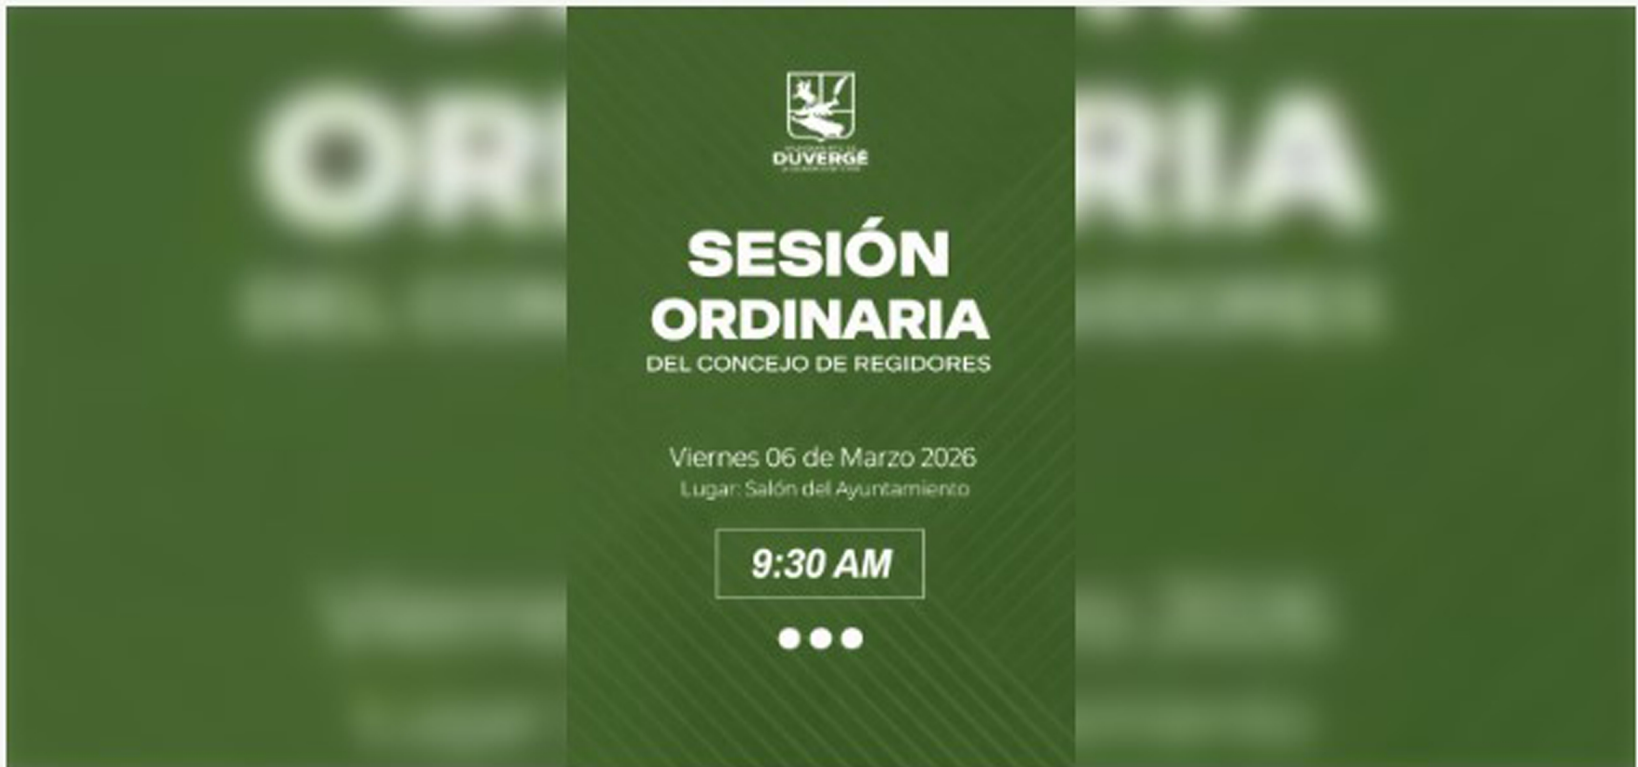 DUVERGÉ
SESIÓN
ORDINARIA
DEL CONCEJO DE REGIDORES
Viernes 06 de Marzo 2026
Lugar: Salón del Ayuntamiento
9:30 AM